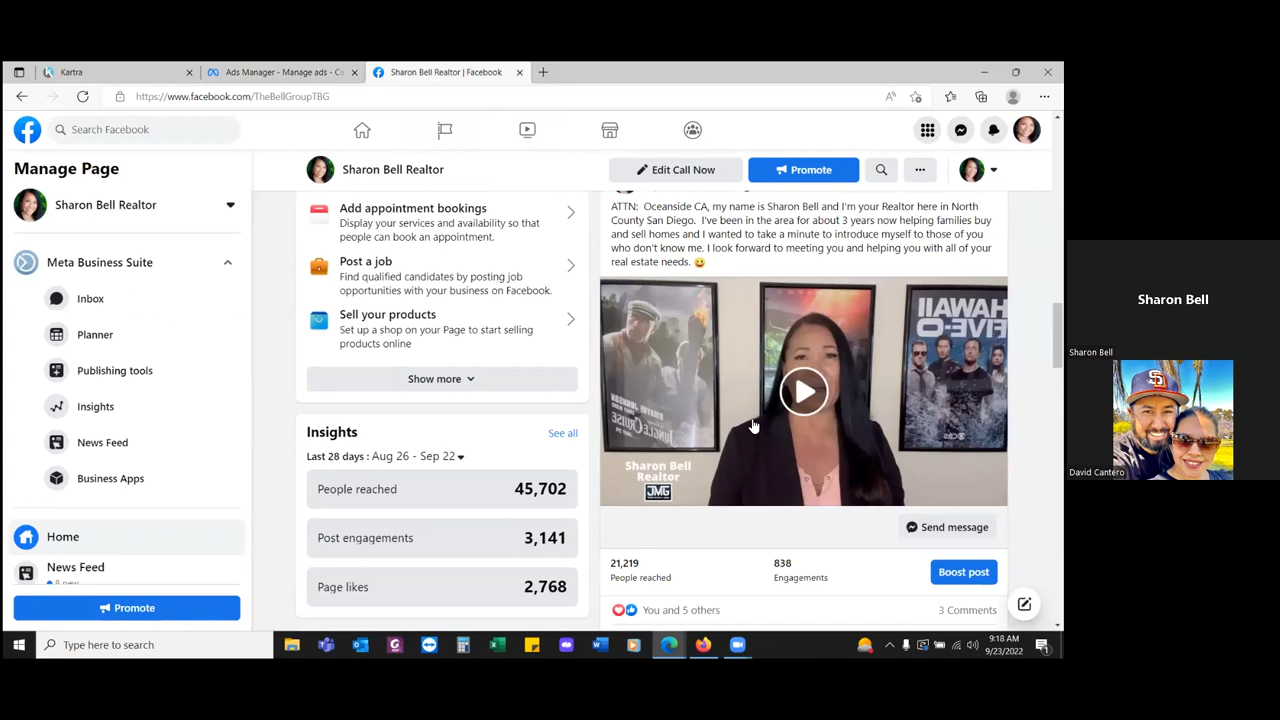 Kartra
Ads Manager - Manage ads - Ca
Sharon Bell Realtor | Facebook
https://www.facebook.com/TheBellGroupTBG
Search Facebook
Manage Page
Sharon Bell Realtor
Meta Business Suite
Inbox
Planner
Publishing tools
Insights
News Feed
Business Apps
Home
News Feed
8 new
Promote
Sharon Bell Realtor
Edit Call Now
Promote
Add appointment bookings
Display your services and availability so that
people can book an appointment.
Post a job
Find qualified candidates by posting job
opportunities with your business on Facebook.
Sell your products
Set up a shop on your Page to start selling
products online
Show more
Insights
See all
Last 28 days : Aug 26 - Sep 22
People reached 45,702
Post engagements 3,141
Page likes 2,768
ATTN: Oceanside CA, my name is Sharon Bell and I'm your Realtor here in North
County San Diego. I've been in the area for about 3 years now helping families buy
and sell homes and I wanted to take a minute to introduce myself to those of you
who don't know me. I look forward to meeting you and helping you with all of your
real estate needs. 😀
JUNGLE CRUISE
HAWAII
FIVE-O
CBS
Sharon Bell
Realtor
JMG
Send message
21,219
People reached
838
Engagements
Boost post
You and 5 others
3 Comments
Type here to search
9:18 AM
9/23/2022
Sharon Bell
Sharon Bell
David Cantero